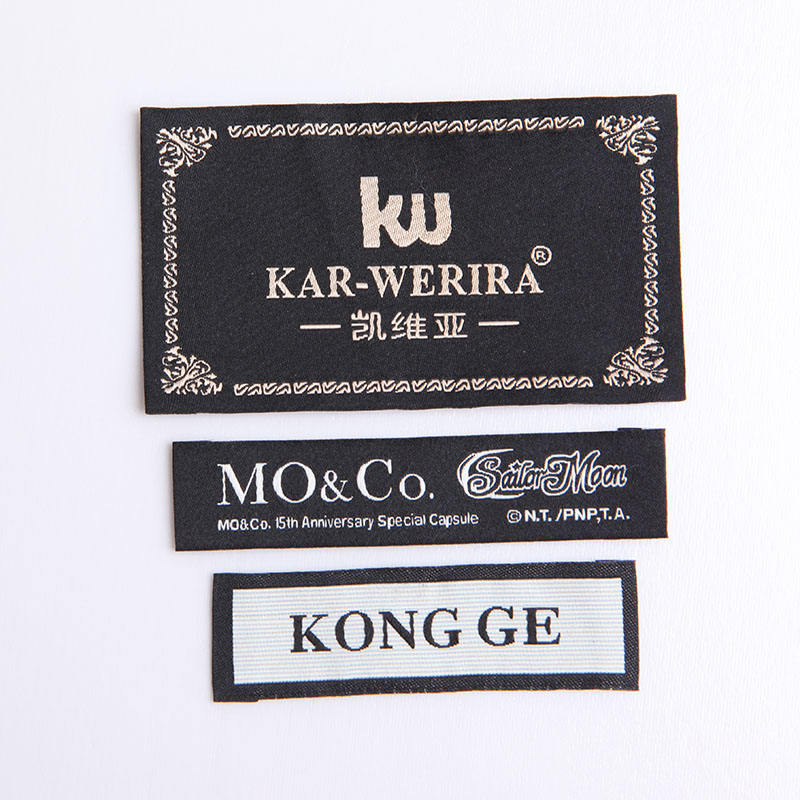 kw
KAR-WERIRA®
—凯维亚—
MO&Co. Sailor Moon
MO&Co. 15th Anniversary Special Capsule ©N.T./PNP,T.A.
KONG GE